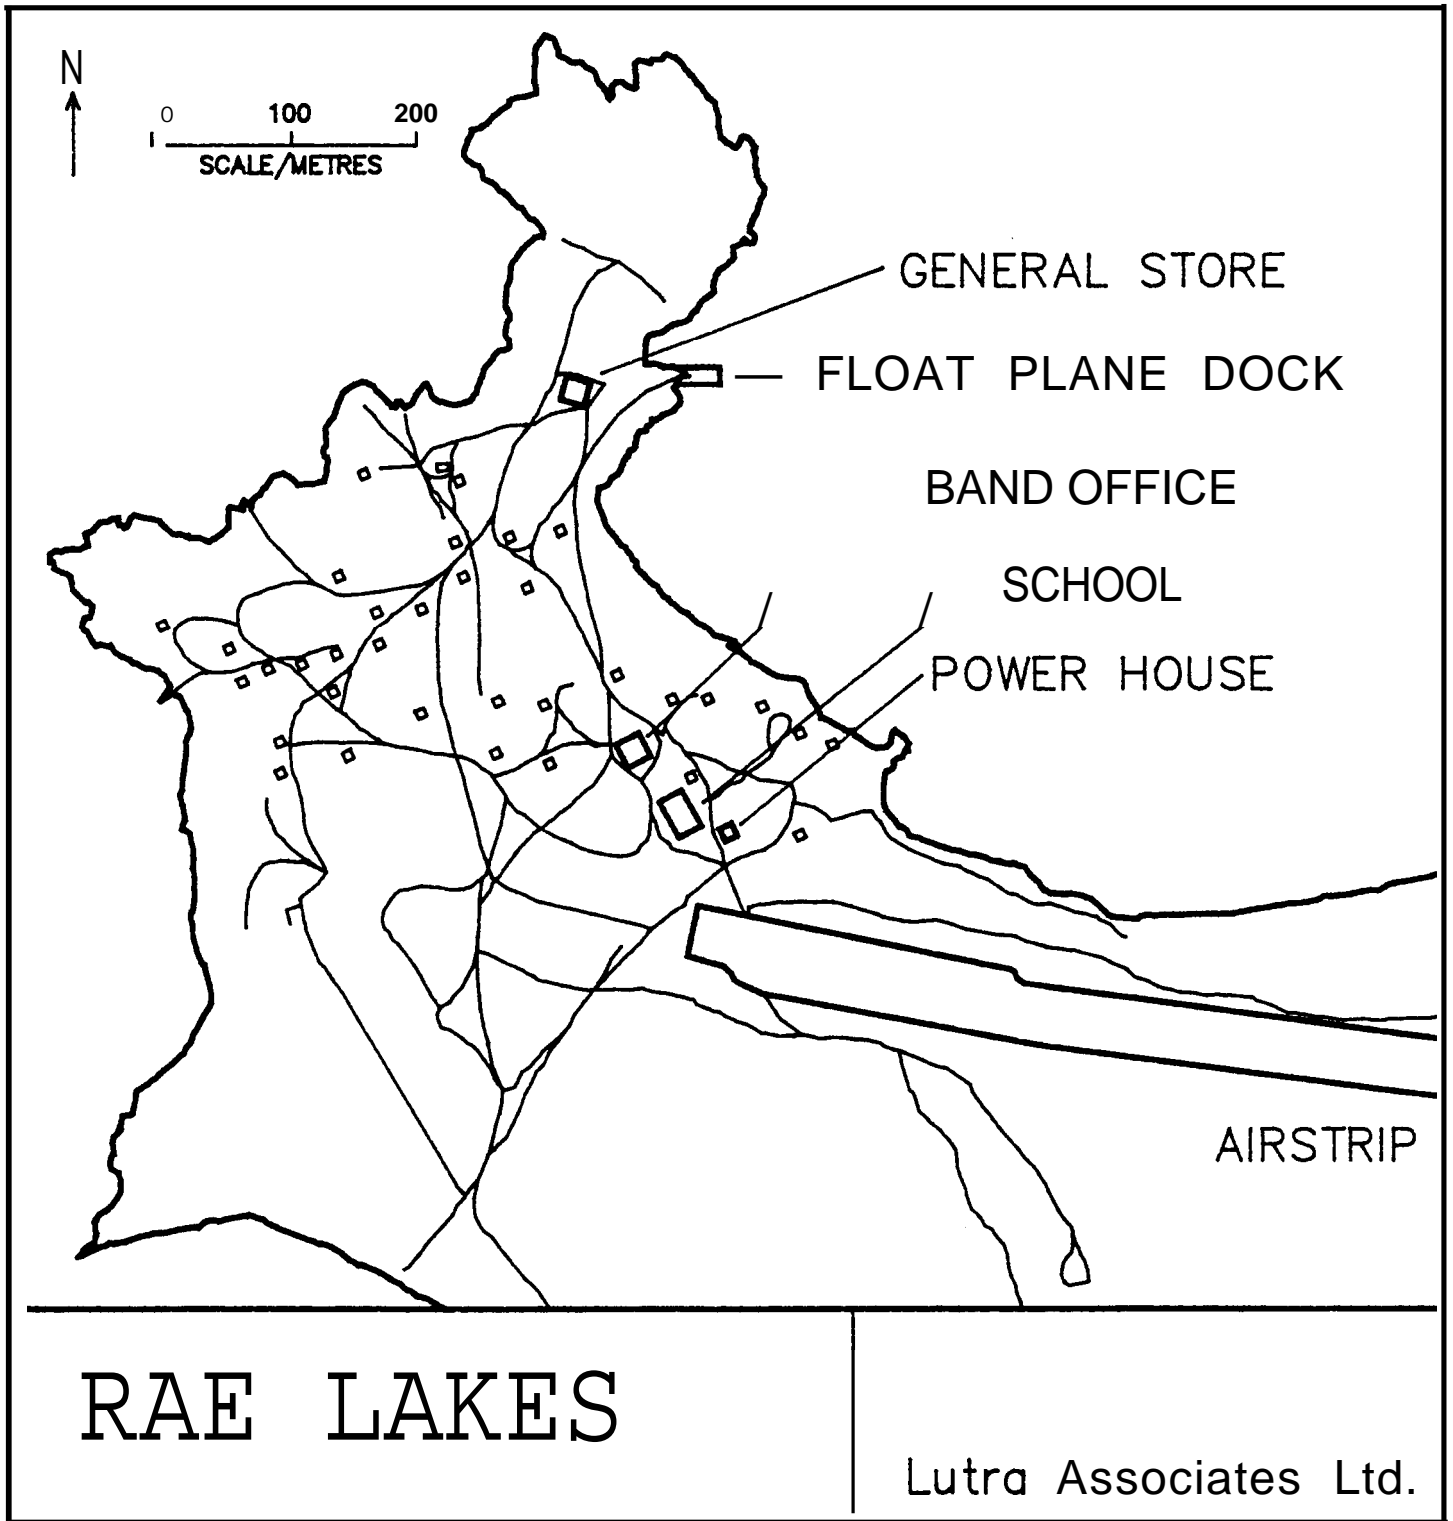 N
0 100 200
SCALE/METRES
GENERAL STORE
FLOAT PLANE DOCK
BAND OFFICE
SCHOOL
POWER HOUSE
AIRSTRIP
RAE LAKES
Lutra Associates Ltd.